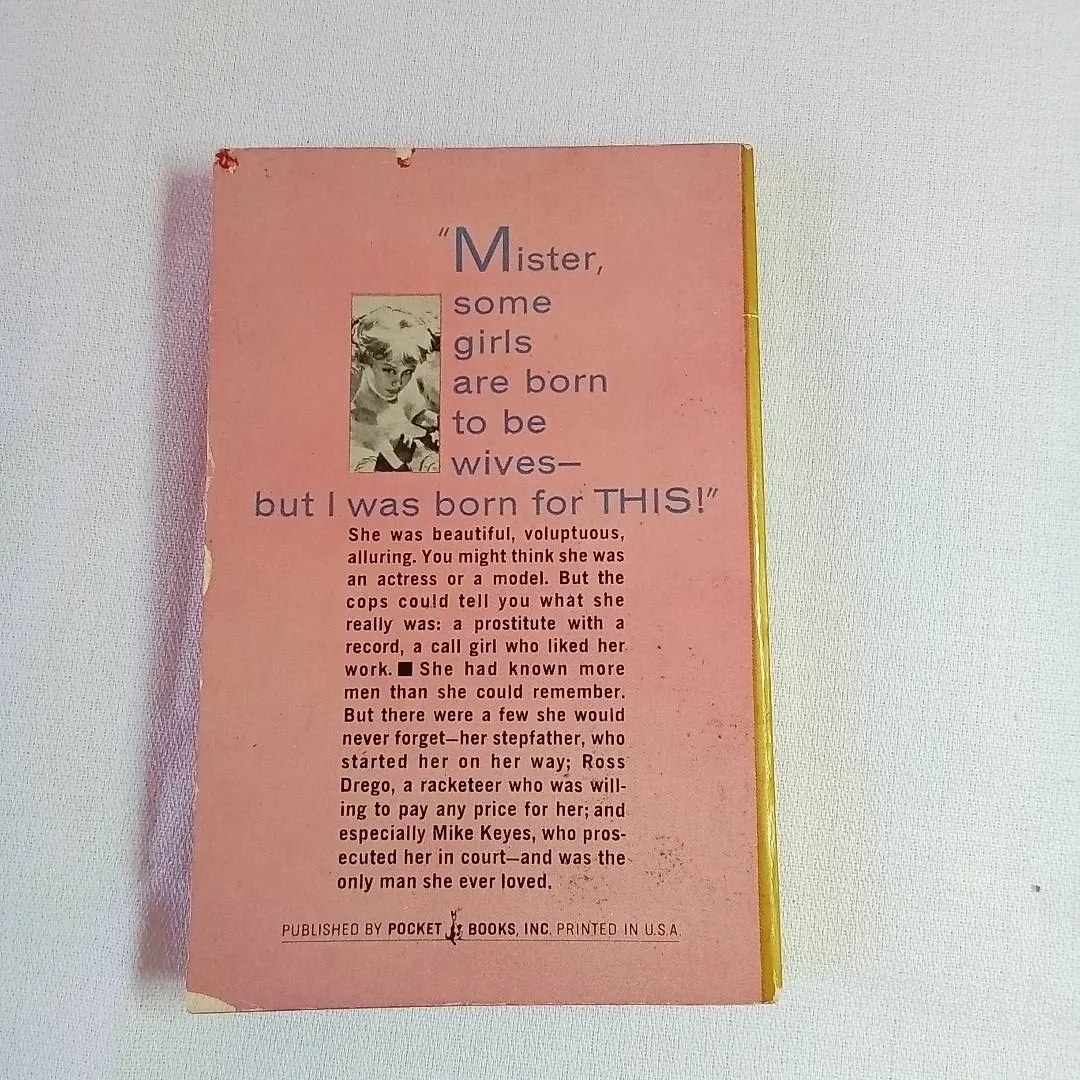 “Mister,
some
girls
are born
to be
wives—
but I was born for THIS!”
She was beautiful, voluptuous,
alluring. You might think she was
an actress or a model. But the
cops could tell you what she
really was: a prostitute with a
record, a call girl who liked her
work. ■ She had known more
men than she could remember.
But there were a few she would
never forget—her stepfather, who
started her on her way; Ross
Drego, a racketeer who was will-
ing to pay any price for her; and
especially Mike Keyes, who pros-
ecuted her in court—and was the
only man she ever loved.
PUBLISHED BY POCKET BOOKS, INC. PRINTED IN U.S.A.